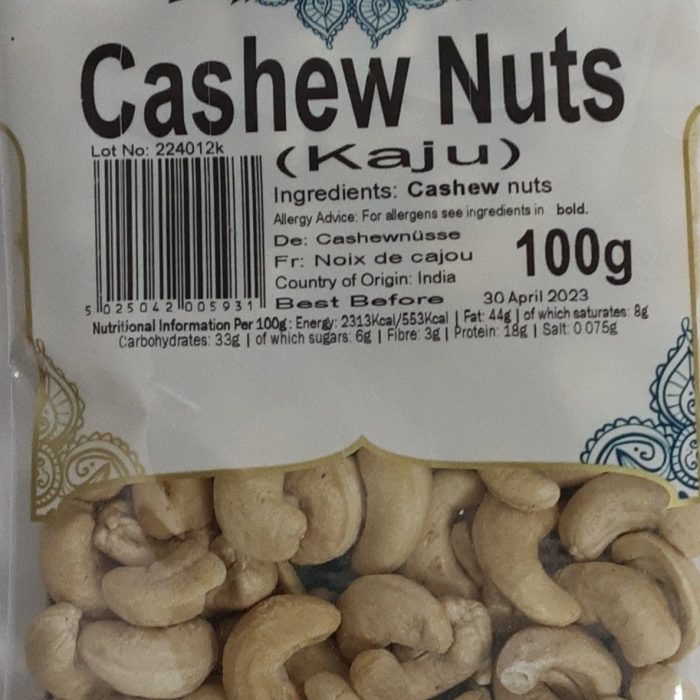 Cashew Nuts
Lot No: 224012k
(Kaju)
Ingredients: Cashew nuts
Allergy Advice: For allergens see ingredients in bold.
De: Cashewnüsse
Fr: Noix de cajou
100g
Country of Origin: India
Best Before 30 April 2023
5 025042 005931
Nutritional Information Per 100g: Energy: 2313Kcal/553Kcal | Fat: 44g | of which saturates: 8g
Carbohydrates: 33g | of which sugars: 6g | Fibre: 3g | Protein: 18g | Salt: 0.075g